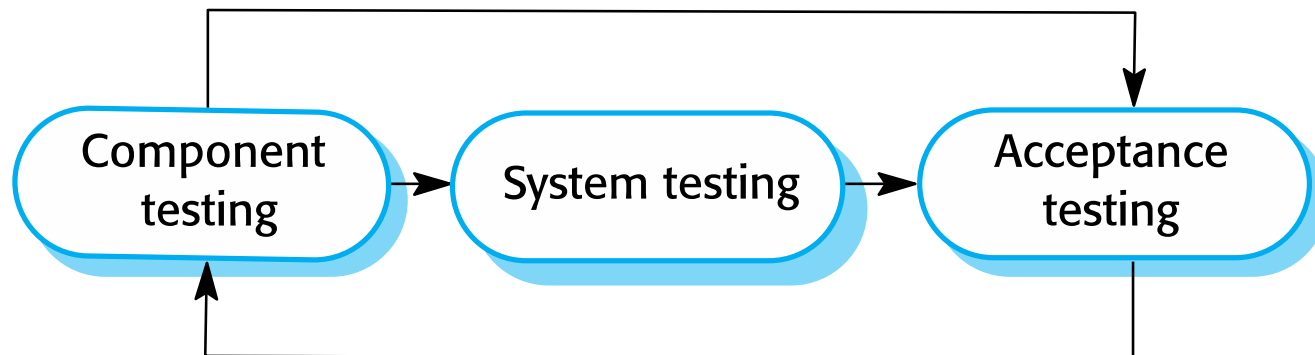 Component
testing
System testing
Acceptance
testing